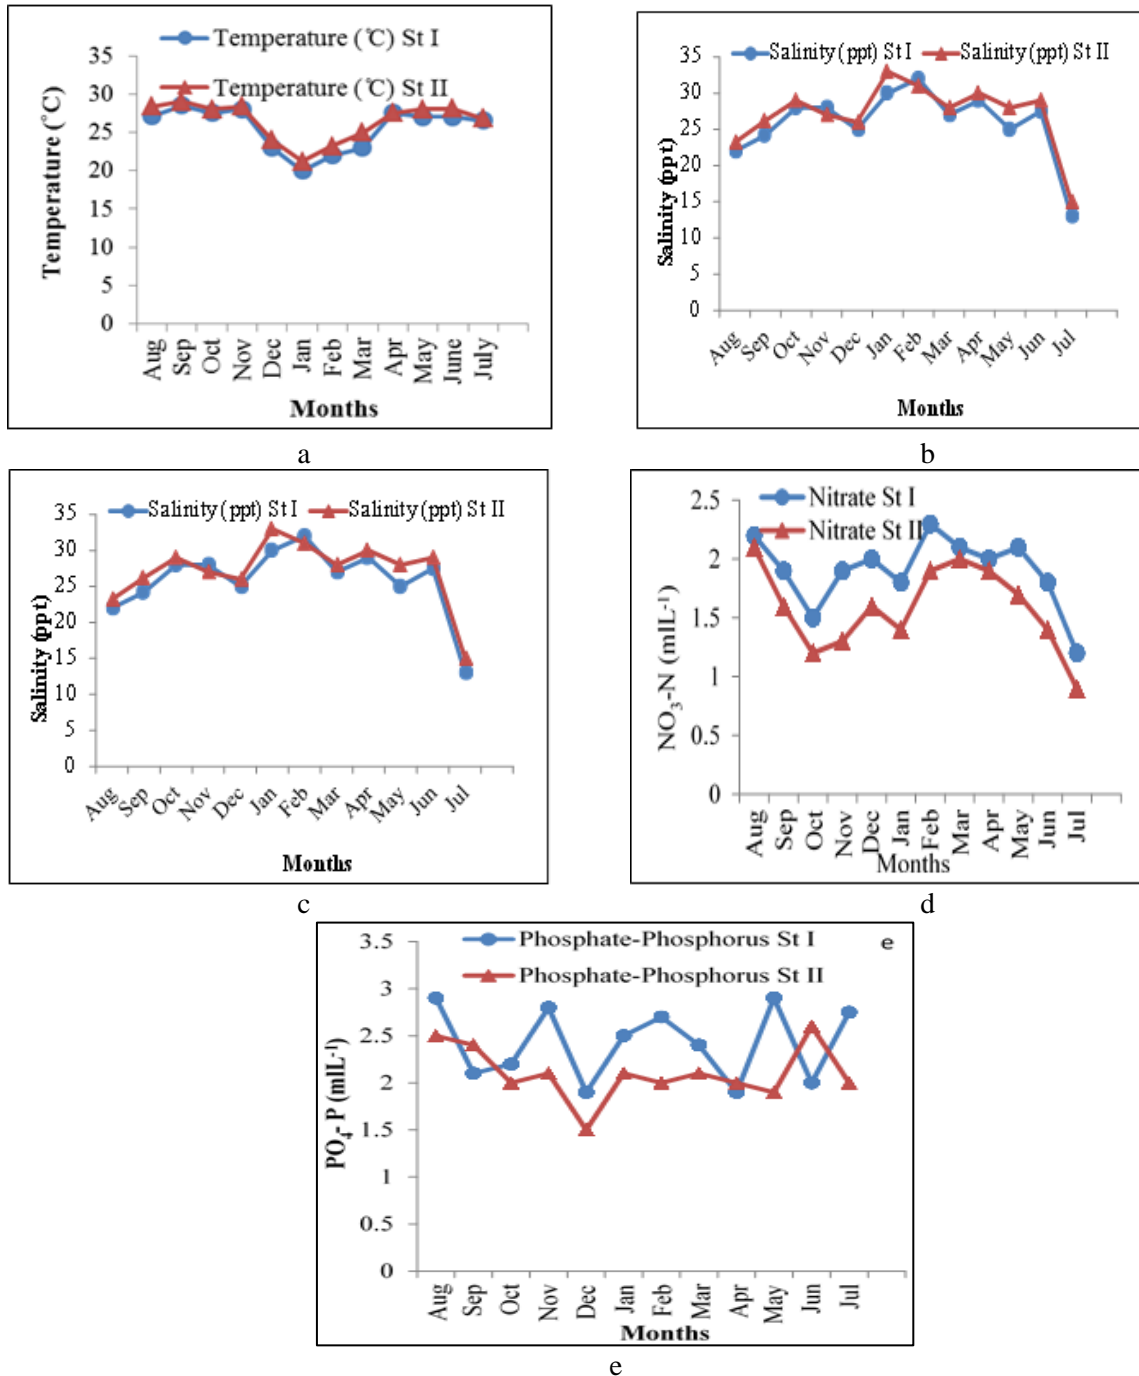 Temperature (˚C) St I
Temperature (˚C) St II
35
30
25
20
15
10
5
0
Temperature (˚C)
Aug Sep Oct Nov Dec Jan Feb Mar Apr May June July
Months
a
Salinity (ppt) St I Salinity (ppt) St II
35
30
25
20
15
10
5
0
Salinity (ppt)
Aug Sep Oct Nov Dec Jan Feb Mar Apr May Jun Jul
Months
b
Salinity (ppt) St I Salinity (ppt) St II
35
30
25
20
15
10
5
0
Salinity (ppt)
Aug Sep Oct Nov Dec Jan Feb Mar Apr May Jun Jul
Months
c
Nitrate St I
Nitrate St II
2.5
2
1.5
1
0.5
0
NO₃-N (mlL⁻¹)
Aug Sep Oct Nov Dec Jan Feb Mar Apr May Jun Jul
Months
d
Phosphate-Phosphorus St I
Phosphate-Phosphorus St II
e
3.5
3
2.5
2
1.5
1
0.5
0
PO₄- P (mlL⁻¹)
Aug Sep Oct Nov Dec Jan Feb Mar Apr May Jun Jul
Months
e